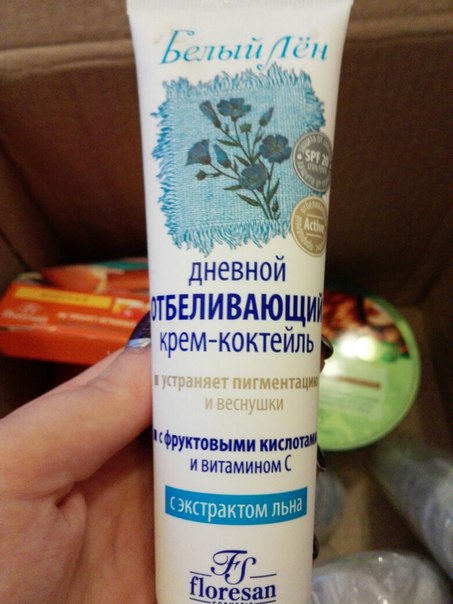 Белый Лён
SPF 20
Active
дневной
ОТБЕЛИВАЮЩИЙ
крем-коктейль
устраняет пигментацию
и веснушки
с фруктовыми кислотами
и витамином С
с экстрактом льна
FS
floresan